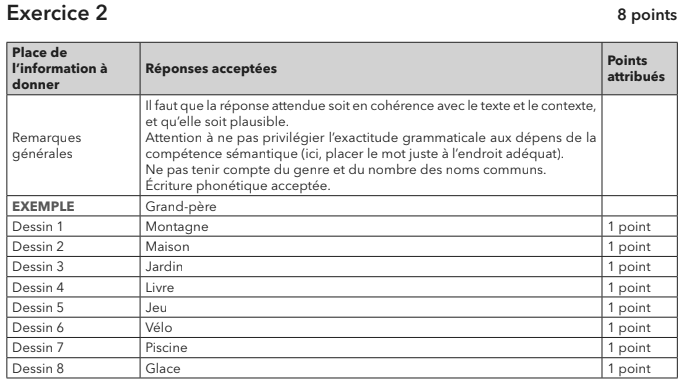 Exercice 2
8 points
Place de
l’information à
donner
Réponses acceptées
Points
attribués
Remarques
générales
Il faut que la réponse attendue soit en cohérence avec le texte et le contexte,
et qu’elle soit plausible.
Attention à ne pas privilégier l’exactitude grammaticale aux dépens de la
compétence sémantique (ici, placer le mot juste à l’endroit adéquat).
Ne pas tenir compte du genre et du nombre des noms communs.
Écriture phonétique acceptée.
EXEMPLE Grand-père
Dessin 1 Montagne 1 point
Dessin 2 Maison 1 point
Dessin 3 Jardin 1 point
Dessin 4 Livre 1 point
Dessin 5 Jeu 1 point
Dessin 6 Vélo 1 point
Dessin 7 Piscine 1 point
Dessin 8 Glace 1 point